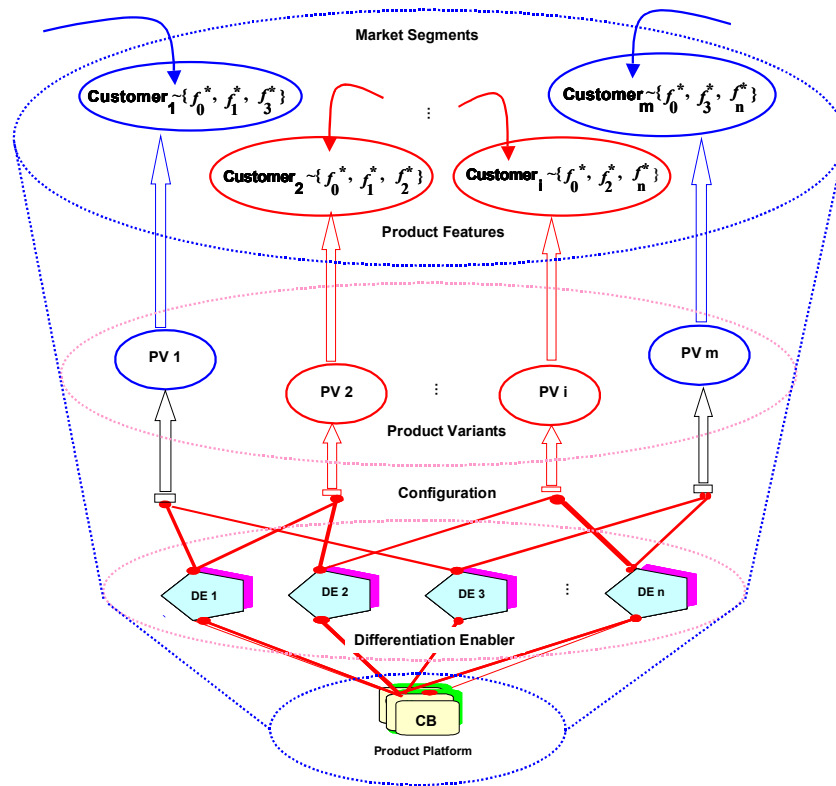 Market Segments
Customer₁~{f₀*, f₁*, f₃*}
Customerₘ~{f₀*, f₃*, fₙ*}
⋮
Customer₂~{f₀*, f₁*, f₂*}
Customerᵢ~{f₀*, f₂*, fₙ*}
Product Features
PV 1
PV m
PV 2
⋮
PV i
Product Variants
Configuration
DE 1
DE 2
DE 3
⋮
DE n
Differentiation Enabler
CB
Product Platform